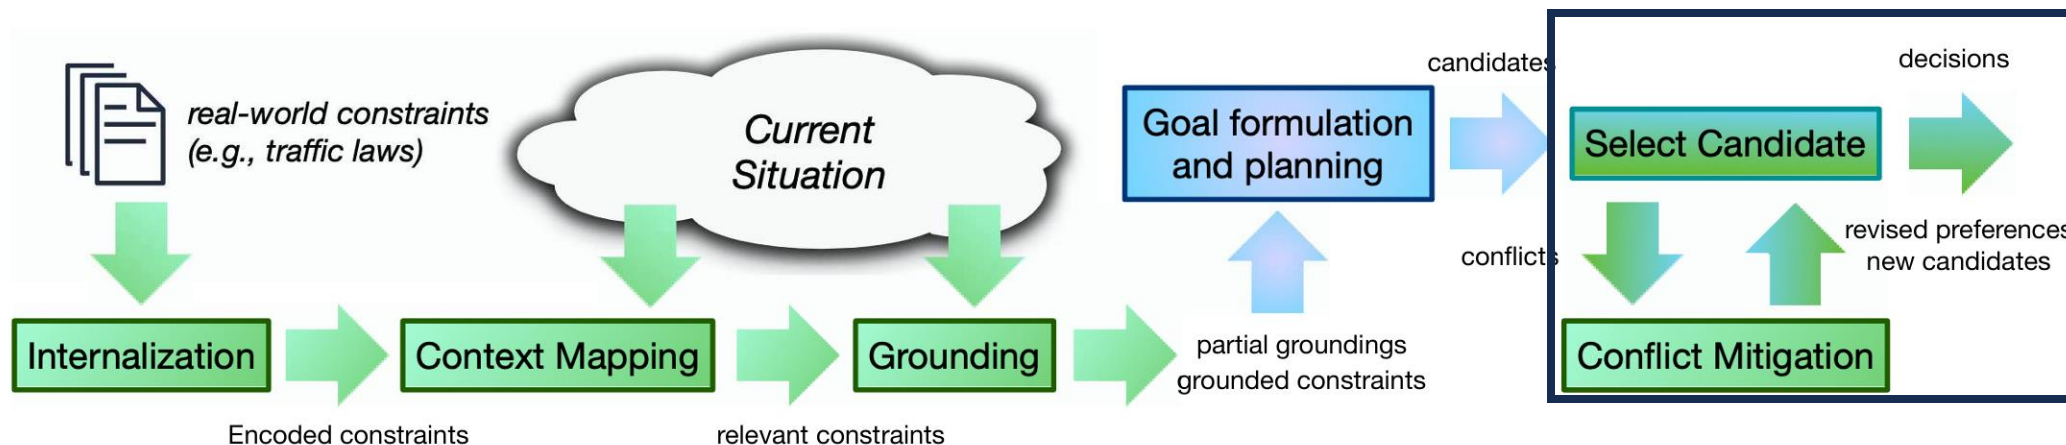 real-world constraints
(e.g., traffic laws)
Current
Situation
candidates
Goal formulation
and planning
decisions
Select Candidate
conflicts
revised preferences
new candidates
Internalization
Context Mapping
Grounding
partial groundings
grounded constraints
Conflict Mitigation
Encoded constraints
relevant constraints